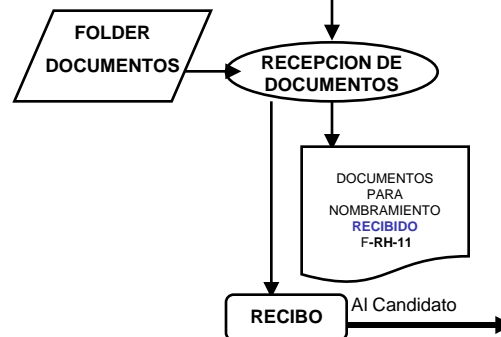 FOLDER
DOCUMENTOS
RECEPCION DE
DOCUMENTOS
DOCUMENTOS
PARA
NOMBRAMIENTO
RECIBIDO
F-RH-11
RECIBO
Al Candidato